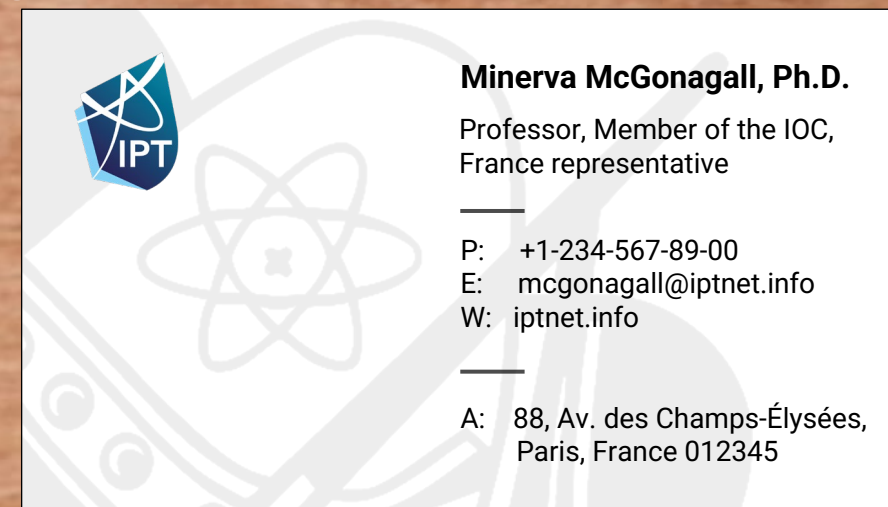 IPT
Minerva McGonagall, Ph.D.
Professor, Member of the IOC,
France representative
P: +1-234-567-89-00
E: mcgonagall@iptnet.info
W: iptnet.info
A: 88, Av. des Champs-Élysées,
Paris, France 012345